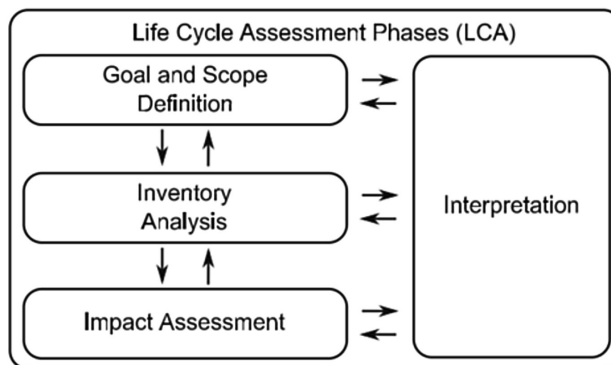 Life Cycle Assessment Phases (LCA)
Goal and Scope
Definition
Inventory
Analysis
Impact Assessment
Interpretation